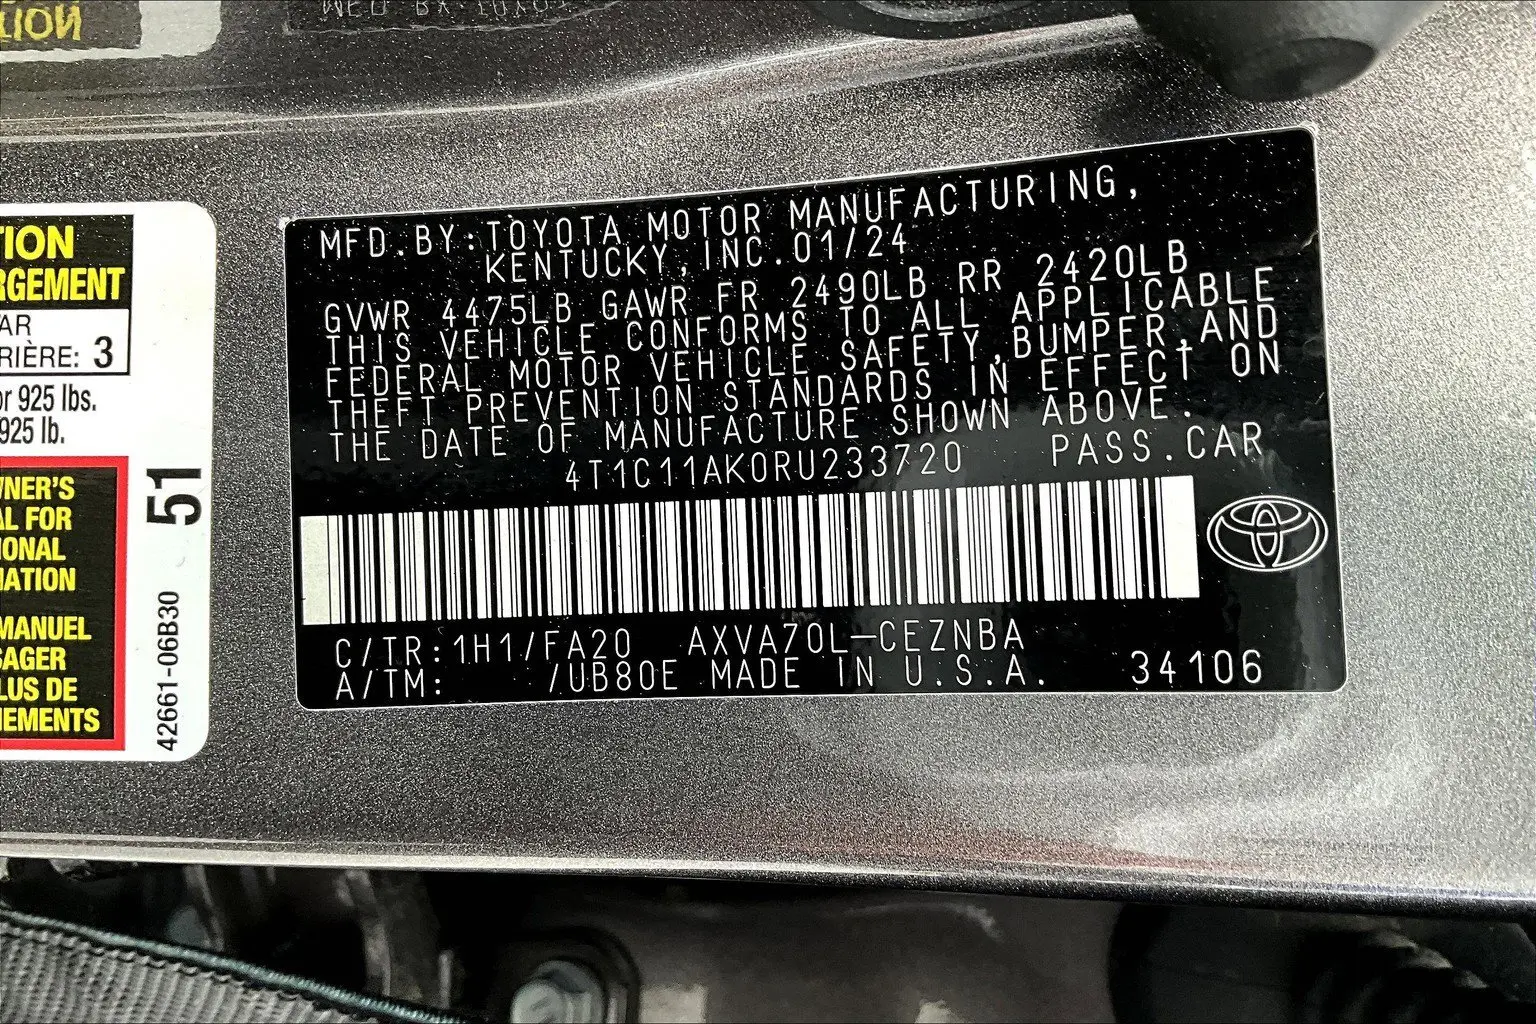 TION
RGEMENT
AR
RIÈRE: 3
or 925 lbs.
925 lb.
WNER'S
AL FOR
IONAL
MATION
MANUEL
SAGER
LUS DE
NEMENTS
51
42661-06B30
MFD.BY:TOYOTA MOTOR MANUFACTURING,
KENTUCKY,INC.01/24
GVWR 4475LB GAWR FR 2490LB RR 2420LB
THIS VEHICLE CONFORMS TO ALL APPLICABLE
FEDERAL MOTOR VEHICLE SAFETY,BUMPER,AND
THEFT PREVENTION STANDARDS IN EFFECT ON
THE DATE OF MANUFACTURE SHOWN ABOVE.
4T1C11AK0RU233720 PASS.CAR
C/TR:1H1/FA20 AXVA70L-CEZNBA
A/TM: /UB80E MADE IN U.S.A. 34106